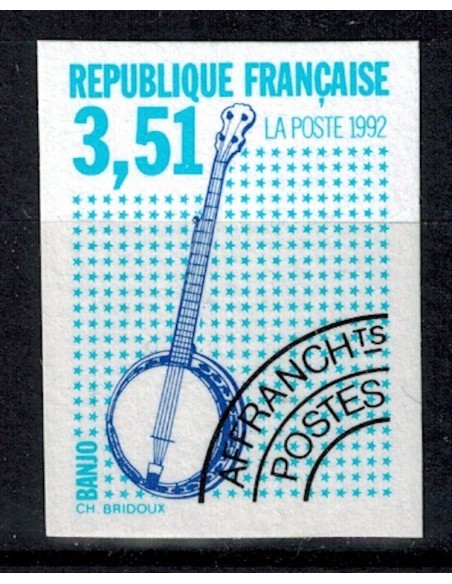 REPUBLIQUE FRANÇAISE
3,51
LA POSTE 1992
AFFRANCHTS
POSTES
BANJO
CH. BRIDOUX